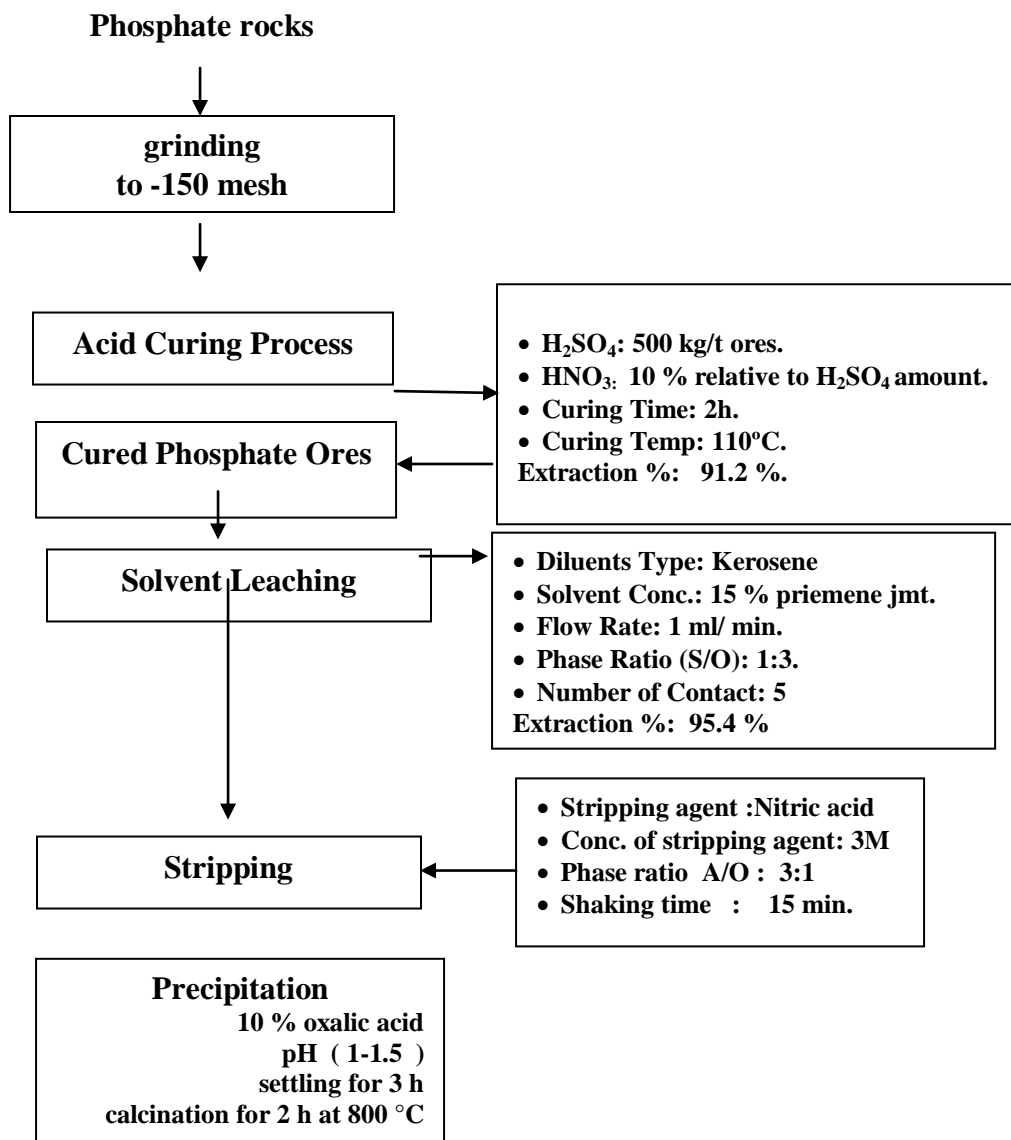 Phosphate rocks
grinding
to -150 mesh
Acid Curing Process
• H₂SO₄: 500 kg/t ores.
• HNO₃: 10 % relative to H₂SO₄ amount.
• Curing Time: 2h.
• Curing Temp: 110ºC.
Extraction %: 91.2 %.
Cured Phosphate Ores
Solvent Leaching
• Diluents Type: Kerosene
• Solvent Conc.: 15 % priemene jmt.
• Flow Rate: 1 ml/ min.
• Phase Ratio (S/O): 1:3.
• Number of Contact: 5
Extraction %: 95.4 %
Stripping
• Stripping agent :Nitric acid
• Conc. of stripping agent: 3M
• Phase ratio A/O : 3:1
• Shaking time : 15 min.
Precipitation
10 % oxalic acid
pH ( 1-1.5 )
settling for 3 h
calcination for 2 h at 800 °C